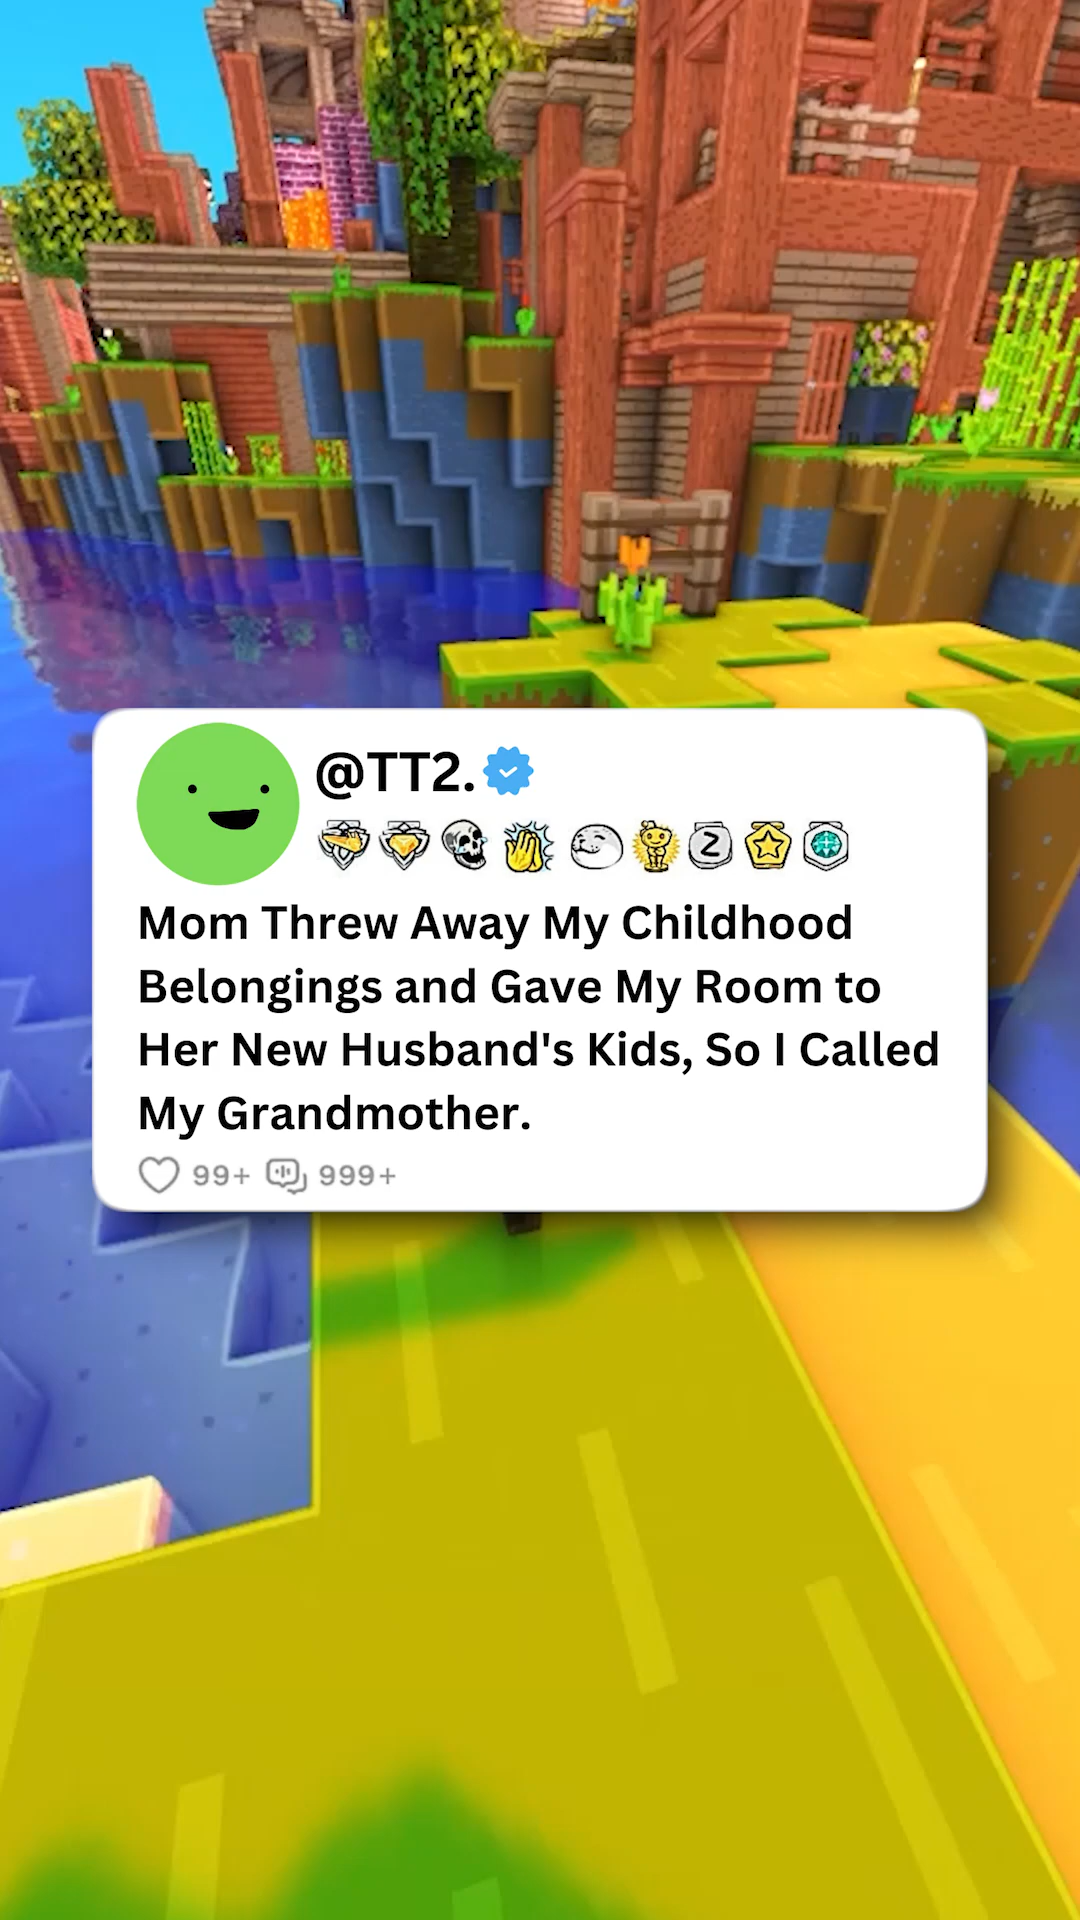 @TT2.
Mom Threw Away My Childhood
Belongings and Gave My Room to
Her New Husband's Kids, So I Called
My Grandmother.
99+ 999+